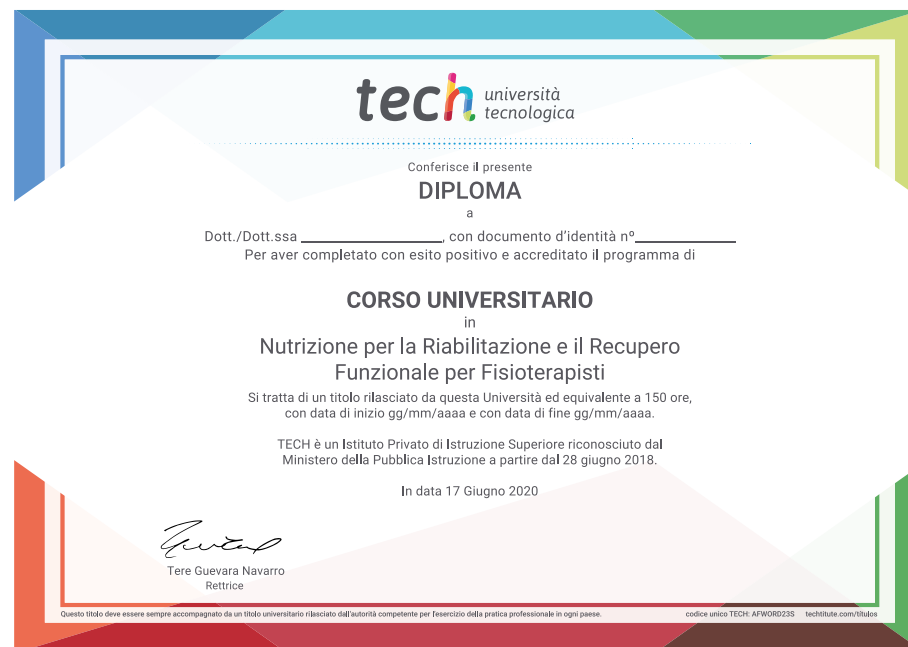 tech università
tecnologica
Conferisce il presente
DIPLOMA
a
Dott./Dott.ssa ____________________, con documento d'identità nº______________
Per aver completato con esito positivo e accreditato il programma di
CORSO UNIVERSITARIO
in
Nutrizione per la Riabilitazione e il Recupero
Funzionale per Fisioterapisti
Si tratta di un titolo rilasciato da questa Università ed equivalente a 150 ore,
con data di inizio gg/mm/aaaa e con data di fine gg/mm/aaaa.
TECH è un Istituto Privato di Istruzione Superiore riconosciuto dal
Ministero della Pubblica Istruzione a partire dal 28 giugno 2018.
In data 17 Giugno 2020
Tere Guevara Navarro
Rettrice
Questo titolo deve essere sempre accompagnato da un titolo universitario rilasciato dall'autorità competente per l'esercizio della pratica professionale in ogni paese. codice unico TECH: AFWORD23S techtitute.com/titulos